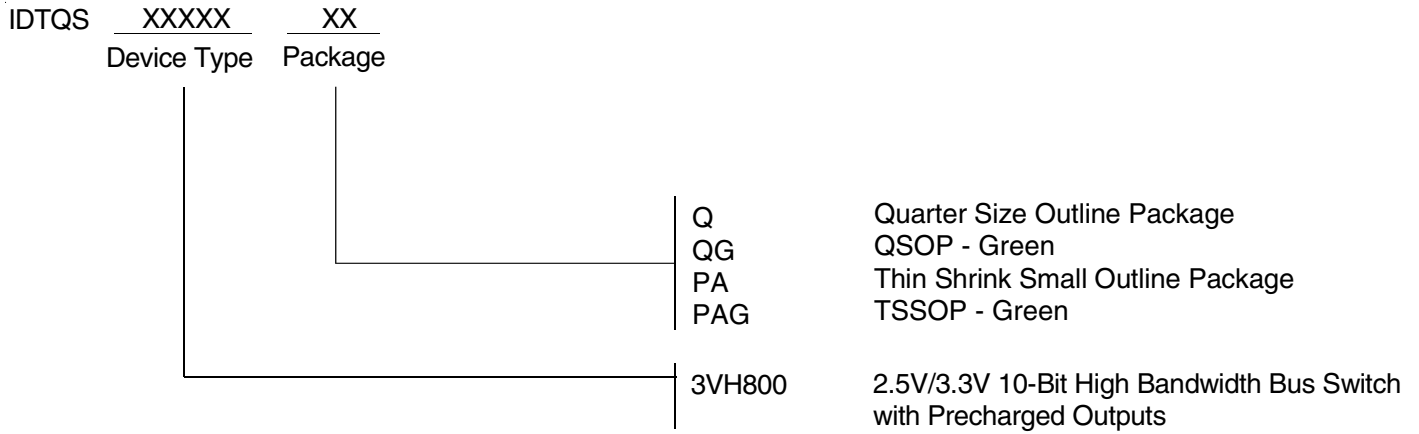 IDTQS XXXXX XX
Device Type Package
Q Quarter Size Outline Package
QG QSOP - Green
PA Thin Shrink Small Outline Package
PAG TSSOP - Green
3VH800 2.5V/3.3V 10-Bit High Bandwidth Bus Switch
with Precharged Outputs